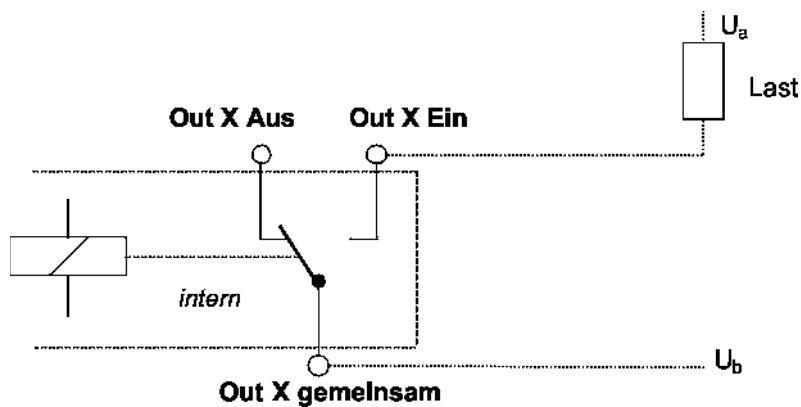 Ua
Last
Out X Aus
Out X Ein
intern
Ub
Out X gemeinsam